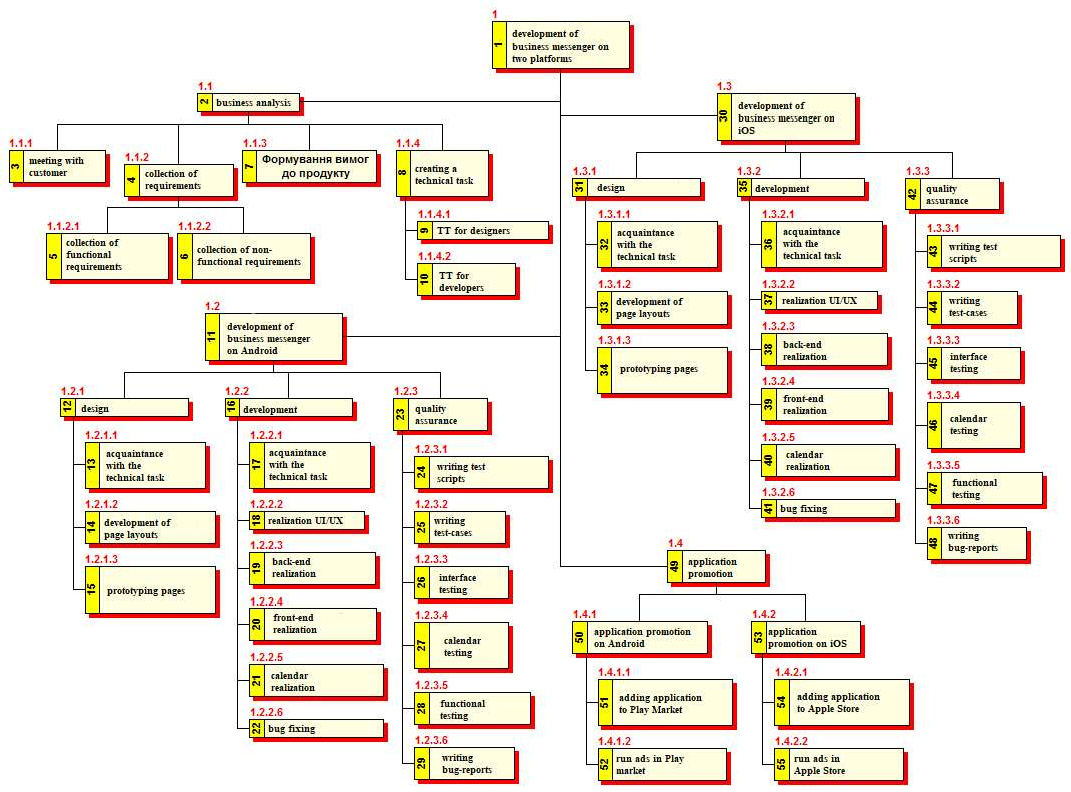 1
1
development of
business messenger on
two platforms
1.1
2
business analysis
1.1.1
3
meeting with
customer
1.1.2
4
collection of
requirements
1.1.2.1
5
collection of
functional
requirements
1.1.2.2
6
collection of non-
functional requirements
1.1.3
7
Формування вимог
до продукту
1.1.4
8
creating a
technical task
1.1.4.1
9
TT for designers
1.1.4.2
10
TT for
developers
1.2
11
development of
business messenger
on Android
1.2.1
12
design
1.2.1.1
13
acquaintance
with the
technical task
1.2.1.2
14
development of
page layouts
1.2.1.3
15
prototyping pages
1.2.2
16
development
1.2.2.1
17
acquaintance
with the
technical task
1.2.2.2
18
realization UI/UX
1.2.2.3
19
back-end
realization
1.2.2.4
20
front-end
realization
1.2.2.5
21
calendar
realization
1.2.2.6
22
bug fixing
1.2.3
23
quality
assurance
1.2.3.1
24
writing test
scripts
1.2.3.2
25
writing
test-cases
1.2.3.3
26
interface
testing
1.2.3.4
27
calendar
testing
1.2.3.5
28
functional
testing
1.2.3.6
29
writing
bug-reports
1.3
30
development of
business messenger on
iOS
1.3.1
31
design
1.3.1.1
32
acquaintance
with the
technical task
1.3.1.2
33
development of
page layouts
1.3.1.3
34
prototyping pages
1.3.2
35
development
1.3.2.1
36
acquaintance
with the
technical task
1.3.2.2
37
realization UI/UX
1.3.2.3
38
back-end
realization
1.3.2.4
39
front-end
realization
1.3.2.5
40
calendar
realization
1.3.2.6
41
bug fixing
1.3.3
42
quality
assurance
1.3.3.1
43
writing test
scripts
1.3.3.2
44
writing
test-cases
1.3.3.3
45
interface
testing
1.3.3.4
46
calendar
testing
1.3.3.5
47
functional
testing
1.3.3.6
48
writing
bug-reports
1.4
49
application
promotion
1.4.1
50
application promotion
on Android
1.4.1.1
51
adding application
to Play Market
1.4.1.2
52
run ads in Play
market
1.4.2
53
application
promotion on iOS
1.4.2.1
54
adding application
to Apple Store
1.4.2.2
55
run ads in
Apple Store